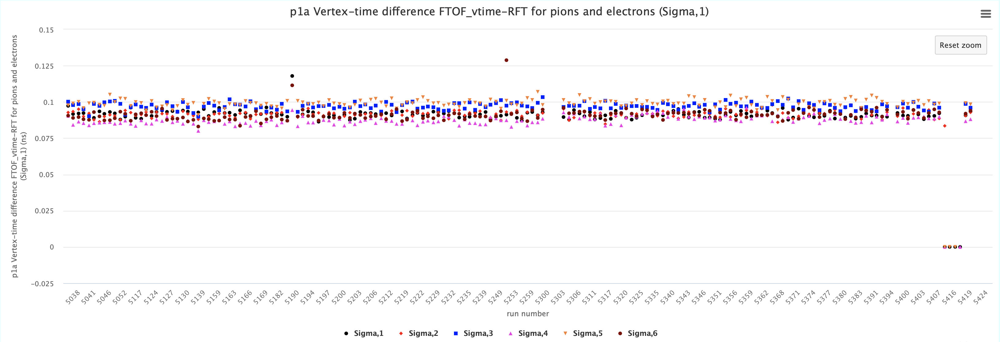 p1a Vertex-time difference FTOF_vtime-RFT for pions and electrons (Sigma,1)
Reset zoom
p1a Vertex-time difference FTOF_vtime-RFT for pions and electrons
(Sigma,1) (ns)
0.15
0.125
0.1
0.075
0.05
0.025
0
-0.025
5038 5041 5046 5052 5117 5124 5127 5130 5139 5159 5163 5166 5169 5182 5190 5194 5197 5200 5203 5206 5212 5219 5222 5229 5232 5235 5239 5249 5253 5259 5300 5303 5306 5311 5317 5320 5325 5335 5340 5343 5346 5351 5356 5359 5362 5368 5371 5374 5377 5380 5383 5391 5394 5400 5403 5407 5416 5419 5424
run number
Sigma,1 Sigma,2 Sigma,3 Sigma,4 Sigma,5 Sigma,6